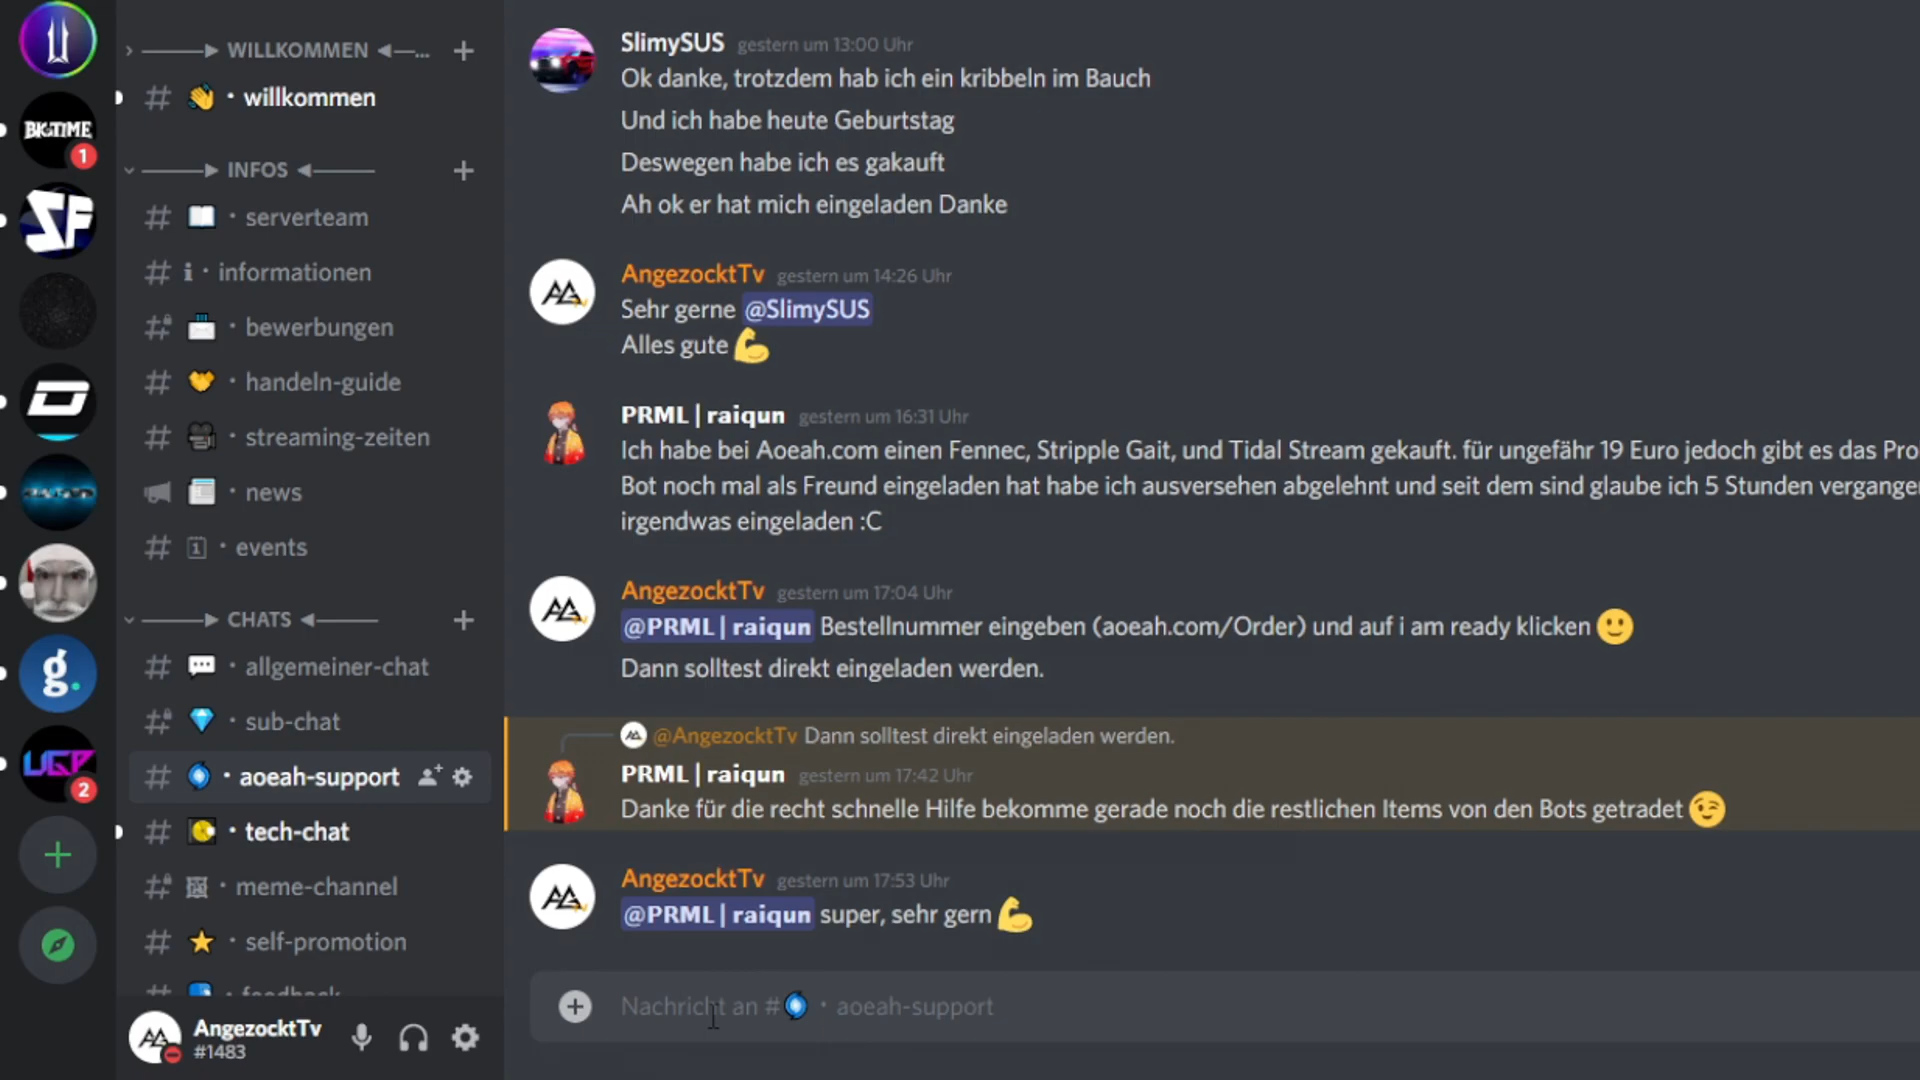 BIGTIME
1
SF
g.
UGP
2
WILLKOMMEN ...
# 👋 · willkommen
INFOS
# 📖 · serverteam
# ℹ · informationen
# · bewerbungen
# · handeln-guide
# · streaming-zeiten
· news
# · events
CHATS
# 💬 · allgemeiner-chat
# 💎 · sub-chat
# · aoeah-support
# · tech-chat
# · meme-channel
# ⭐ · self-promotion
# · feedback
AngezocktTv
#1483
SlimySUS gestern um 13:00 Uhr
Ok danke, trotzdem hab ich ein kribbeln im Bauch
Und ich habe heute Geburtstag
Deswegen habe ich es gakauft
Ah ok er hat mich eingeladen Danke
AngezocktTv gestern um 14:26 Uhr
Sehr gerne @SlimySUS
Alles gute 💪
PRML | raiqun gestern um 16:31 Uhr
Ich habe bei Aoeah.com einen Fennec, Stripple Gait, und Tidal Stream gekauft. für ungefähr 19 Euro jedoch gibt es das Pro
Bot noch mal als Freund eingeladen hat habe ich ausversehen abgelehnt und seit dem sind glaube ich 5 Stunden vergangen
irgendwas eingeladen :C
AngezocktTv gestern um 17:04 Uhr
@PRML | raiqun Bestellnummer eingeben (aoeah.com/Order) und auf i am ready klicken 🙂
Dann solltest direkt eingeladen werden.
@AngezocktTv Dann solltest direkt eingeladen werden.
PRML | raiqun gestern um 17:42 Uhr
Danke für die recht schnelle Hilfe bekomme gerade noch die restlichen Items von den Bots getradet 😉
AngezocktTv gestern um 17:53 Uhr
@PRML | raiqun super, sehr gern 💪
Nachricht an # · aoeah-support